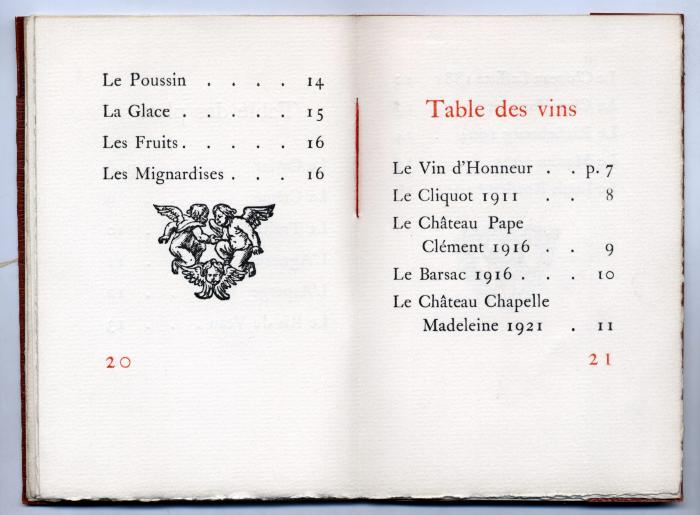 Le Poussin . . . . 14
La Glace . . . . . 15
Les Fruits . . . . . 16
Les Mignardises . . . 16
20
Table des vins
Le Vin d'Honneur . . p. 7
Le Cliquot 1911 . . 8
Le Château Pape
Clément 1916 . . 9
Le Barsac 1916 . . . 10
Le Château Chapelle
Madeleine 1921 . 11
21